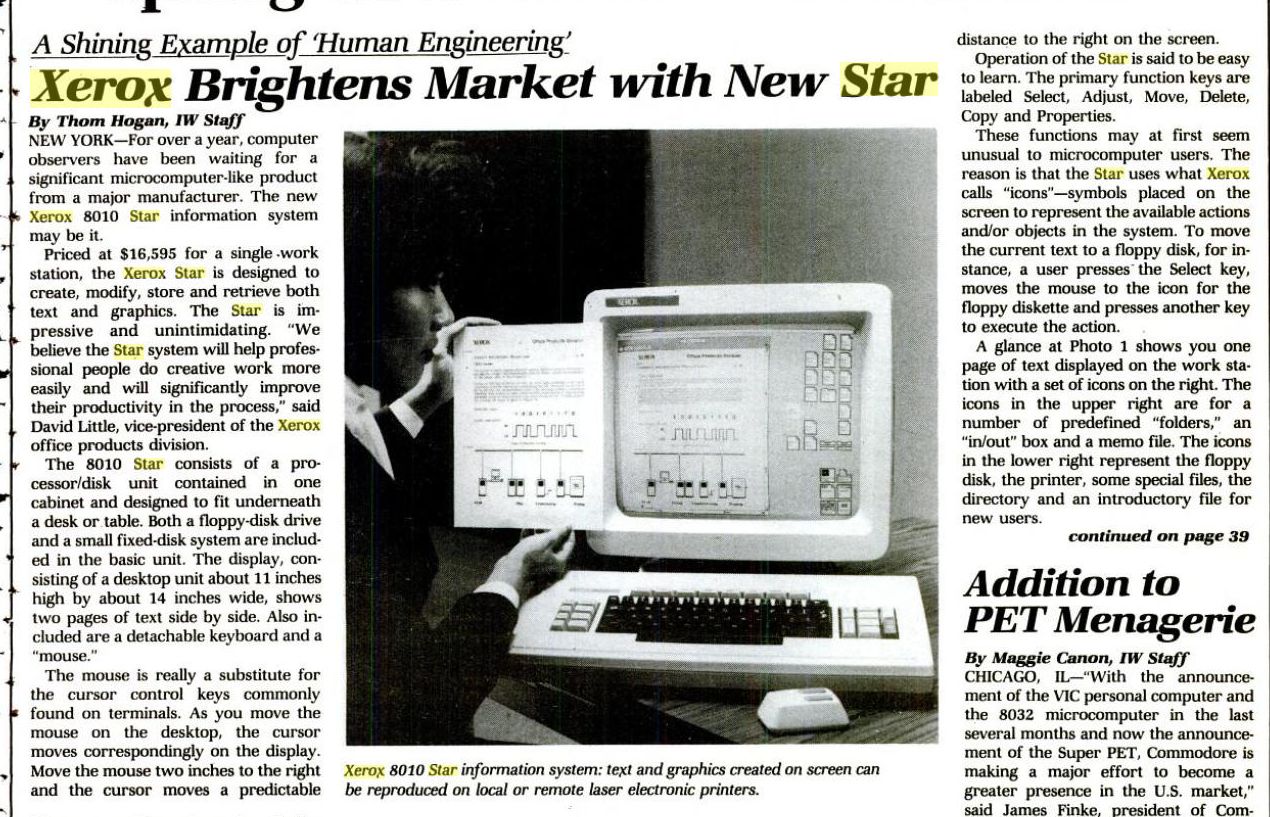 A Shining Example of 'Human Engineering'
Xerox Brightens Market with New Star
By Thom Hogan, IW Staff
NEW YORK—For over a year, computer
observers have been waiting for a
significant microcomputer-like product
from a major manufacturer. The new
Xerox 8010 Star information system
may be it.
Priced at $16,595 for a single work
station, the Xerox Star is designed to
create, modify, store and retrieve both
text and graphics. The Star is im-
pressive and unintimidating. "We
believe the Star system will help profes-
sional people do creative work more
easily and will significantly improve
their productivity in the process," said
David Little, vice-president of the Xerox
office products division.
The 8010 Star consists of a pro-
cessor/disk unit contained in one
cabinet and designed to fit underneath
a desk or table. Both a floppy-disk drive
and a small fixed-disk system are includ-
ed in the basic unit. The display, con-
sisting of a desktop unit about 11 inches
high by about 14 inches wide, shows
two pages of text side by side. Also in-
cluded are a detachable keyboard and a
"mouse."
The mouse is really a substitute for
the cursor control keys commonly
found on terminals. As you move the
mouse on the desktop, the cursor
moves correspondingly on the display.
Move the mouse two inches to the right
and the cursor moves a predictable
XEROX
XEROX
XEROX
Xerox 8010 Star information system: text and graphics created on screen can
be reproduced on local or remote laser electronic printers.
distance to the right on the screen.
Operation of the Star is said to be easy
to learn. The primary function keys are
labeled Select, Adjust, Move, Delete,
Copy and Properties.
These functions may at first seem
unusual to microcomputer users. The
reason is that the Star uses what Xerox
calls "icons"—symbols placed on the
screen to represent the available actions
and/or objects in the system. To move
the current text to a floppy disk, for in-
stance, a user presses the Select key,
moves the mouse to the icon for the
floppy diskette and presses another key
to execute the action.
A glance at Photo 1 shows you one
page of text displayed on the work sta-
tion with a set of icons on the right. The
icons in the upper right are for a
number of predefined "folders," an
"in/out" box and a memo file. The icons
in the lower right represent the floppy
disk, the printer, some special files, the
directory and an introductory file for
new users.
continued on page 39
Addition to
PET Menagerie
By Maggie Canon, IW Staff
CHICAGO, IL—"With the announce-
ment of the VIC personal computer and
the 8032 microcomputer in the last
several months and now the announce-
ment of the Super PET, Commodore is
making a major effort to become a
greater presence in the U.S. market,"
said James Finke, president of Com-